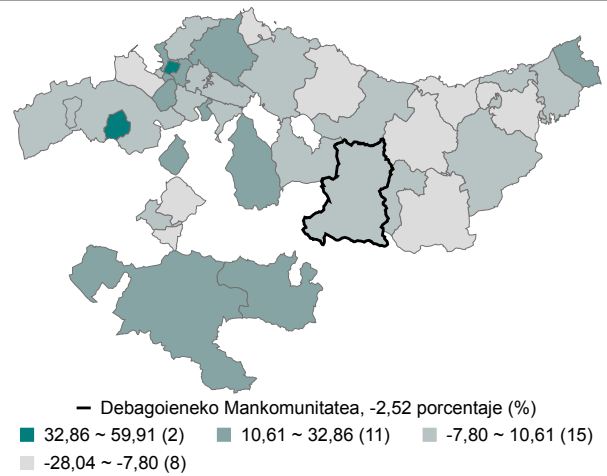 Debagoieneko Mankomunitatea, -2,52 porcentaje (%)
32,86 ~ 59,91 (2) 10,61 ~ 32,86 (11) -7,80 ~ 10,61 (15)
-28,04 ~ -7,80 (8)